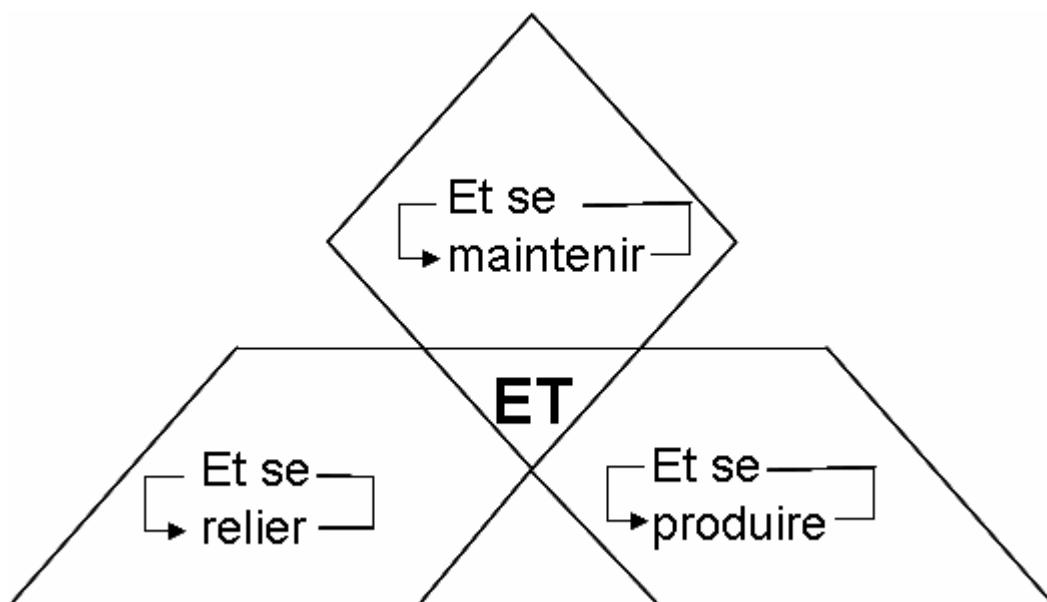 Et se
maintenir
ET
Et se
relier
Et se
produire